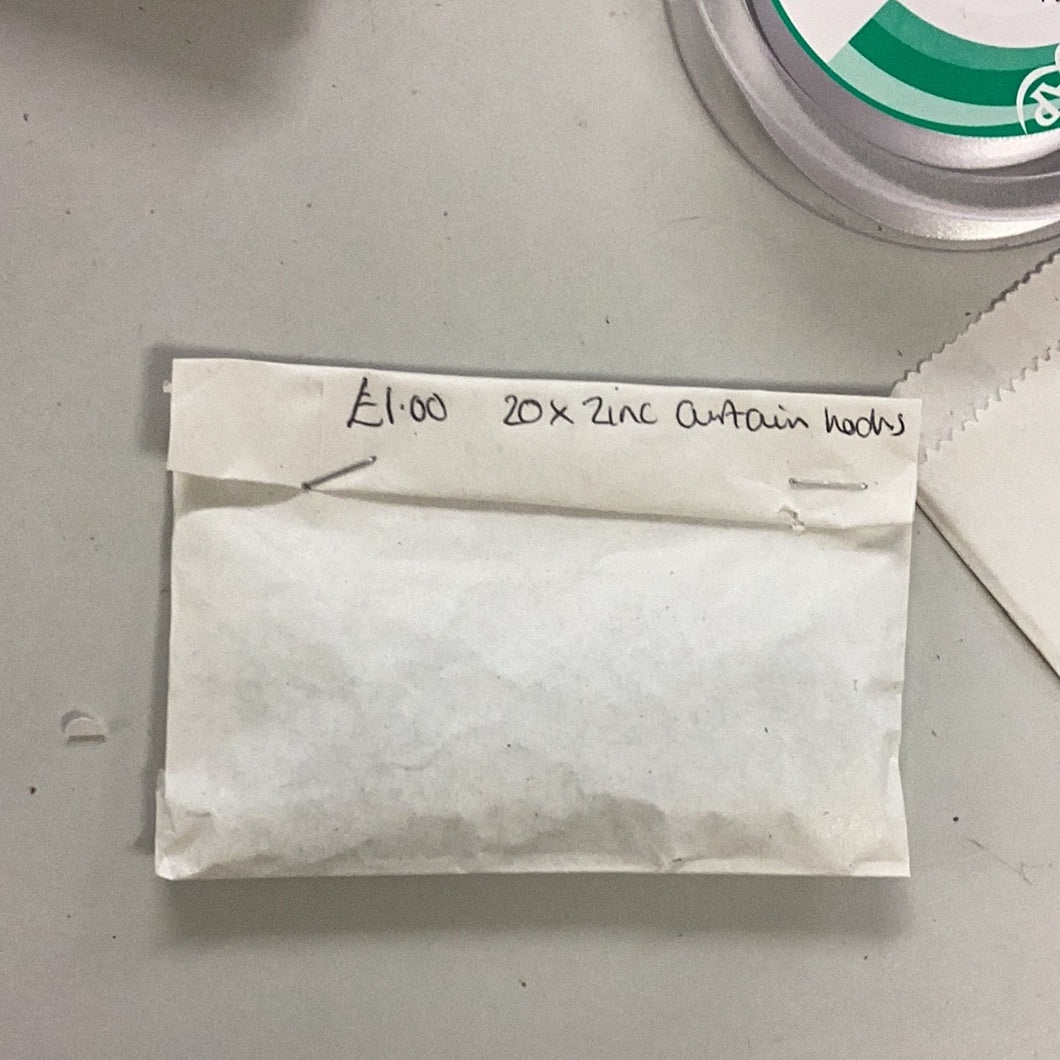 £1.00 20 x Zinc Curtain hooks